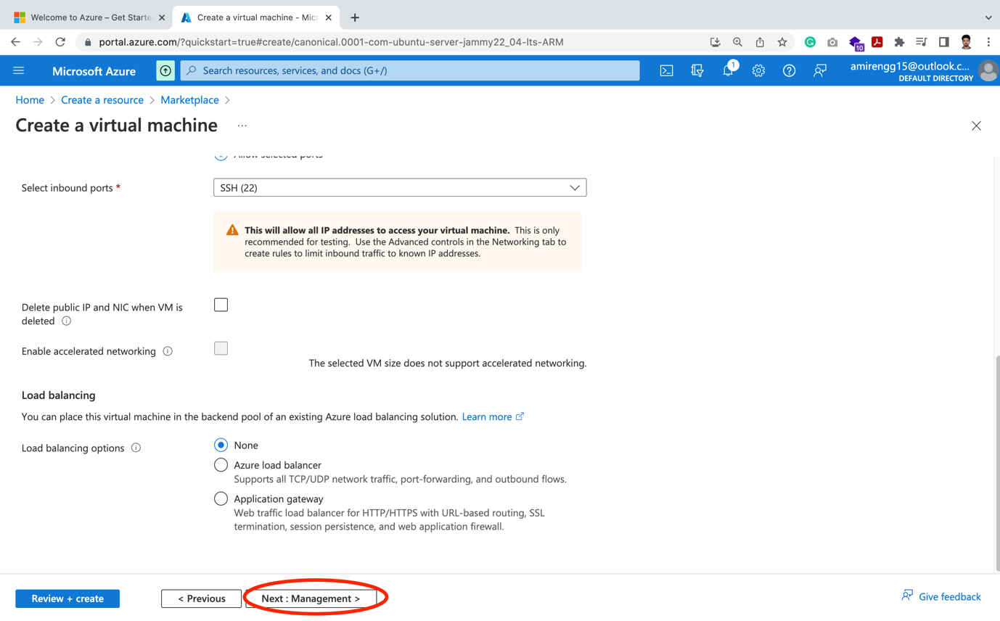 Welcome to Azure – Get Starte
Create a virtual machine - Micr
portal.azure.com/?quickstart=true#create/canonical.0001-com-ubuntu-server-jammy22_04-lts-ARM
10
Microsoft Azure
Search resources, services, and docs (G+/)
1
amirengg15@outlook.c...
DEFAULT DIRECTORY
Home > Create a resource > Marketplace >
Create a virtual machine ...
Allow selected ports
Select inbound ports *
SSH (22)
This will allow all IP addresses to access your virtual machine. This is only
recommended for testing. Use the Advanced controls in the Networking tab to
create rules to limit inbound traffic to known IP addresses.
Delete public IP and NIC when VM is
deleted
Enable accelerated networking
The selected VM size does not support accelerated networking.
Load balancing
You can place this virtual machine in the backend pool of an existing Azure load balancing solution. Learn more
Load balancing options
None
Azure load balancer
Supports all TCP/UDP network traffic, port-forwarding, and outbound flows.
Application gateway
Web traffic load balancer for HTTP/HTTPS with URL-based routing, SSL
termination, session persistence, and web application firewall.
Review + create
< Previous
Next : Management >
Give feedback